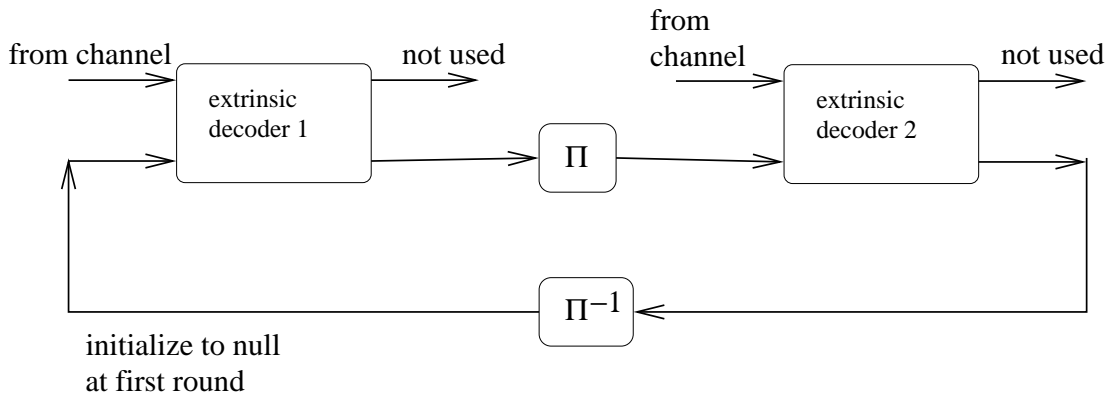 from channel
not used
from
channel
not used
extrinsic
decoder 1
extrinsic
decoder 2
Π
Π−1
initialize to null
at first round